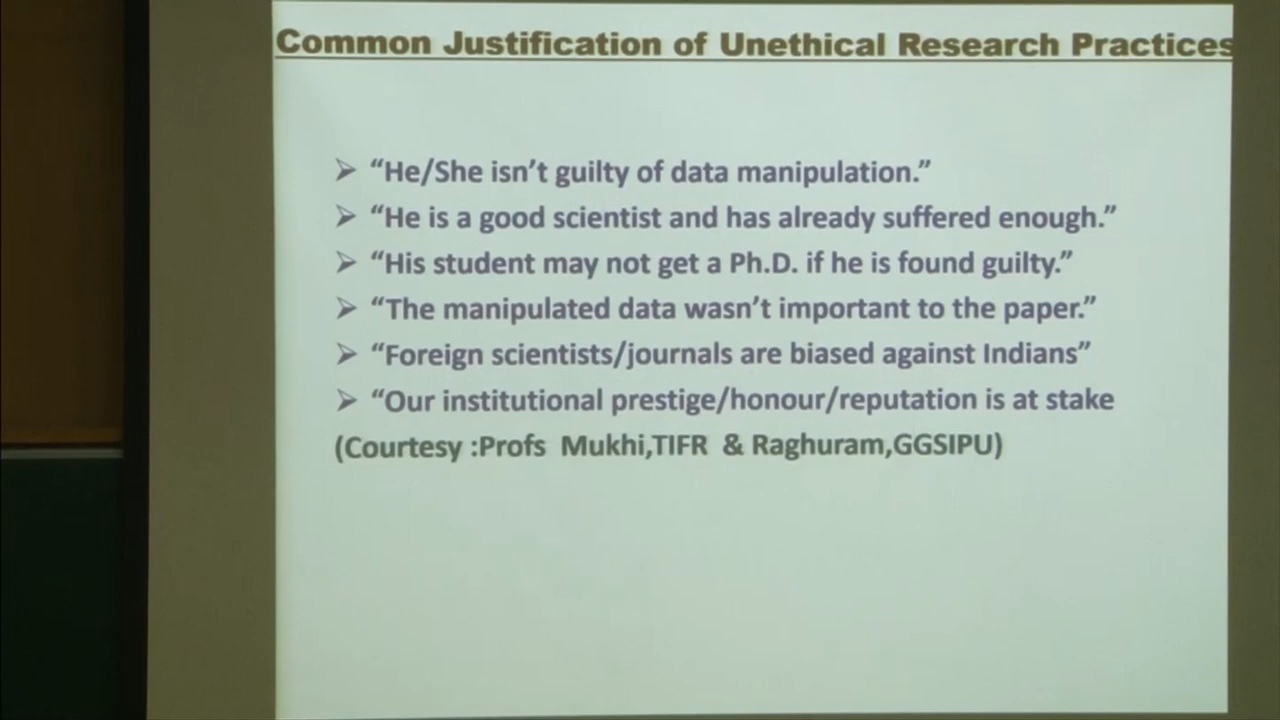 Common Justification of Unethical Research Practices
➢ “He/She isn’t guilty of data manipulation.”
➢ “He is a good scientist and has already suffered enough.”
➢ “His student may not get a Ph.D. if he is found guilty.”
➢ “The manipulated data wasn’t important to the paper.”
➢ “Foreign scientists/journals are biased against Indians”
➢ “Our institutional prestige/honour/reputation is at stake
(Courtesy :Profs Mukhi,TIFR & Raghuram,GGSIPU)